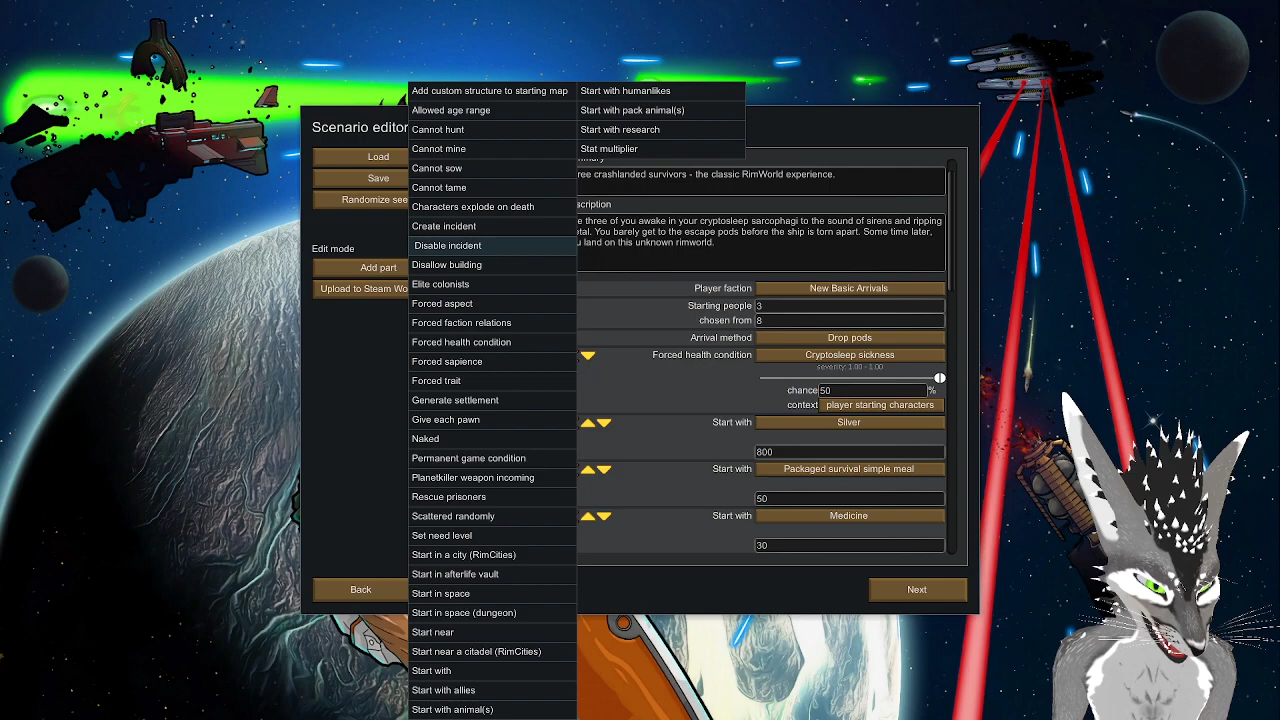 Scenario editor
Load
Save
Randomize see
Edit mode
Add part
Upload to Steam Wo
Back
Add custom structure to starting map
Allowed age range
Cannot hunt
Cannot mine
Cannot sow
Cannot tame
Characters explode on death
Create incident
Disable incident
Disallow building
Elite colonists
Forced aspect
Forced faction relations
Forced health condition
Forced sapience
Forced trait
Generate settlement
Give each pawn
Naked
Permanent game condition
Planetkiller weapon incoming
Rescue prisoners
Scattered randomly
Set need level
Start in a city (RimCities)
Start in afterlife vault
Start in space
Start in space (dungeon)
Start near
Start near a citadel (RimCities)
Start with
Start with allies
Start with animal(s)
Start with humanlikes
Start with pack animal(s)
Start with research
Stat multiplier
mmary
ree crashlanded survivors - the classic RimWorld experience.
scription
e three of you awake in your cryptosleep sarcophagi to the sound of sirens and ripping
etal. You barely get to the escape pods before the ship is torn apart. Some time later,
u land on this unknown rimworld.
Player faction New Basic Arrivals
Starting people 3
chosen from 8
Arrival method Drop pods
Forced health condition Cryptosleep sickness
severity: 1.00 - 1.00
chance 50 %
context player starting characters
Start with Silver
800
Start with Packaged survival simple meal
50
Start with Medicine
30
Next